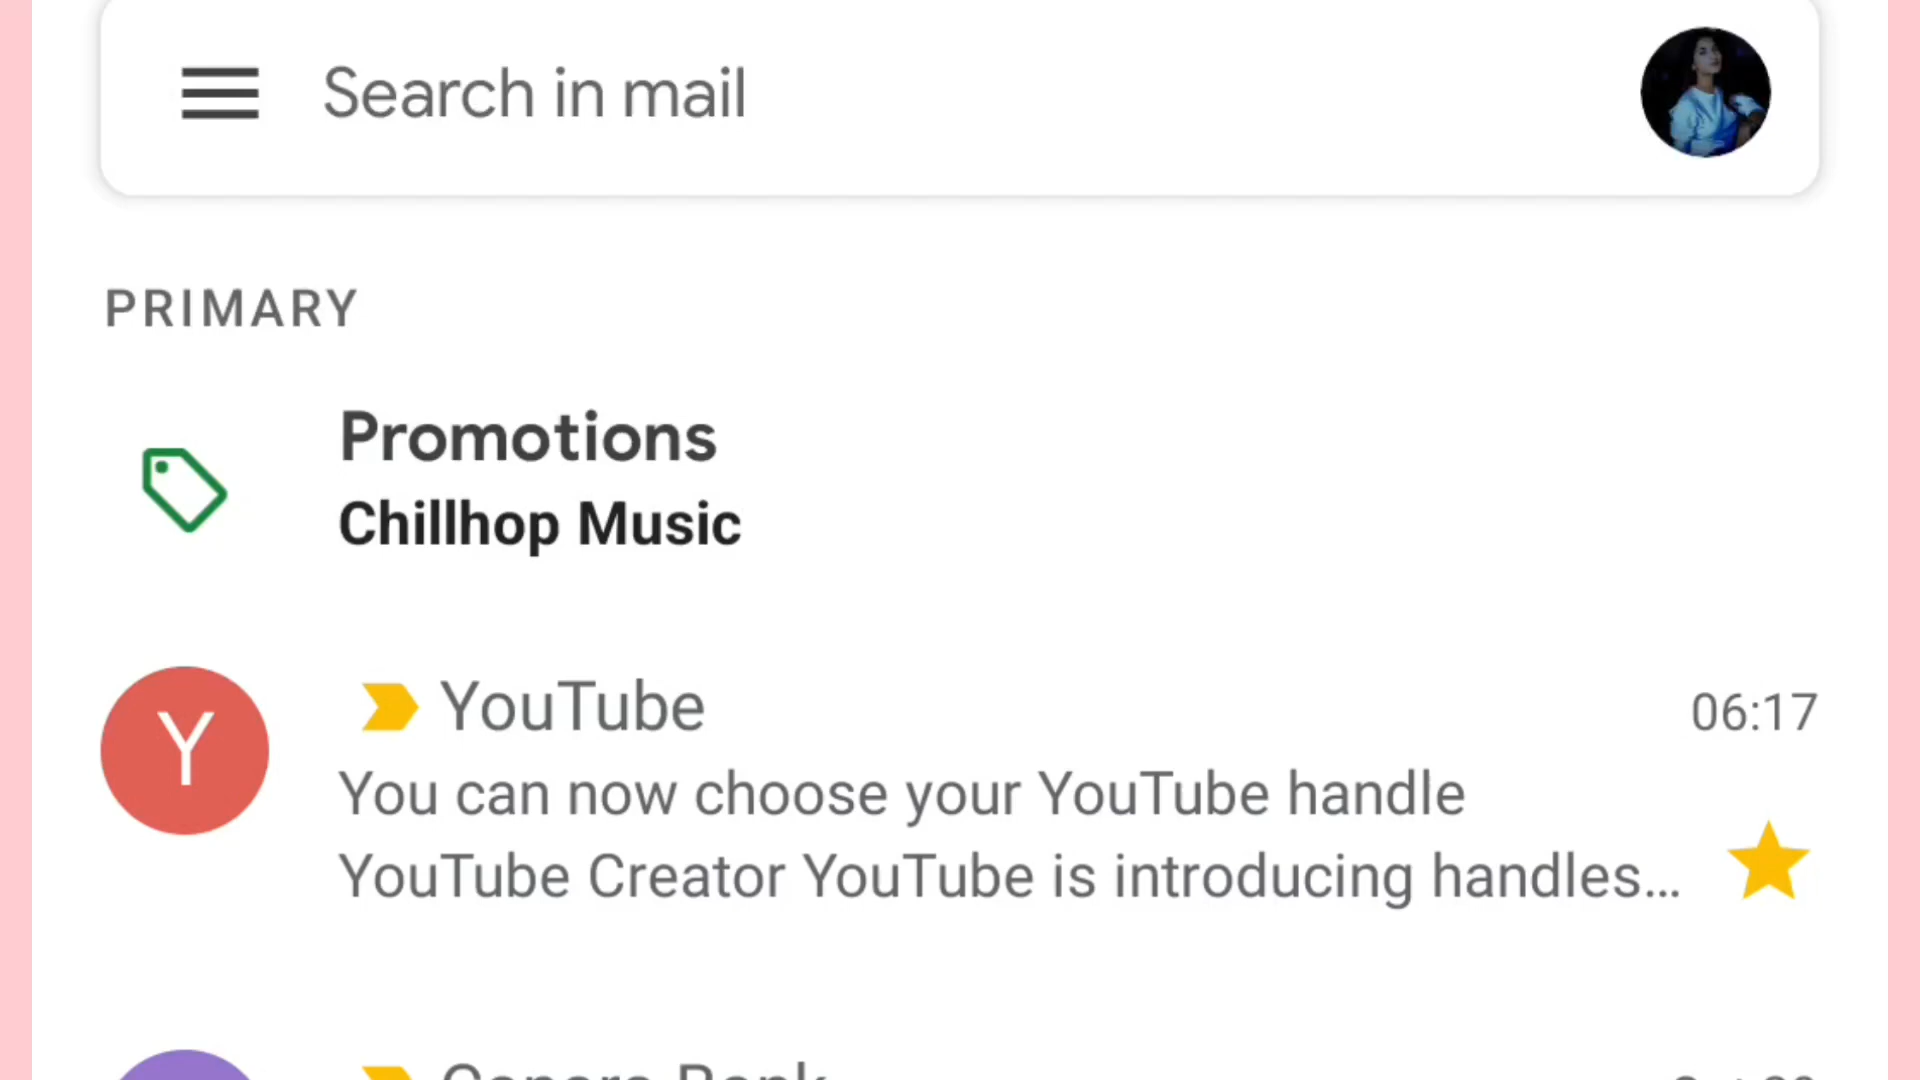 Search in mail
PRIMARY
Promotions
Chillhop Music
Y
YouTube
06:17
You can now choose your YouTube handle
YouTube Creator YouTube is introducing handles...